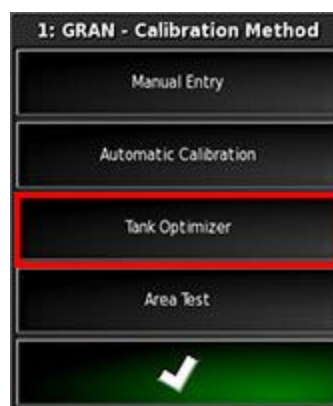 1: GRAN - Calibration Method
Manual Entry
Automatic Calibration
Tank Optimizer
Area Test